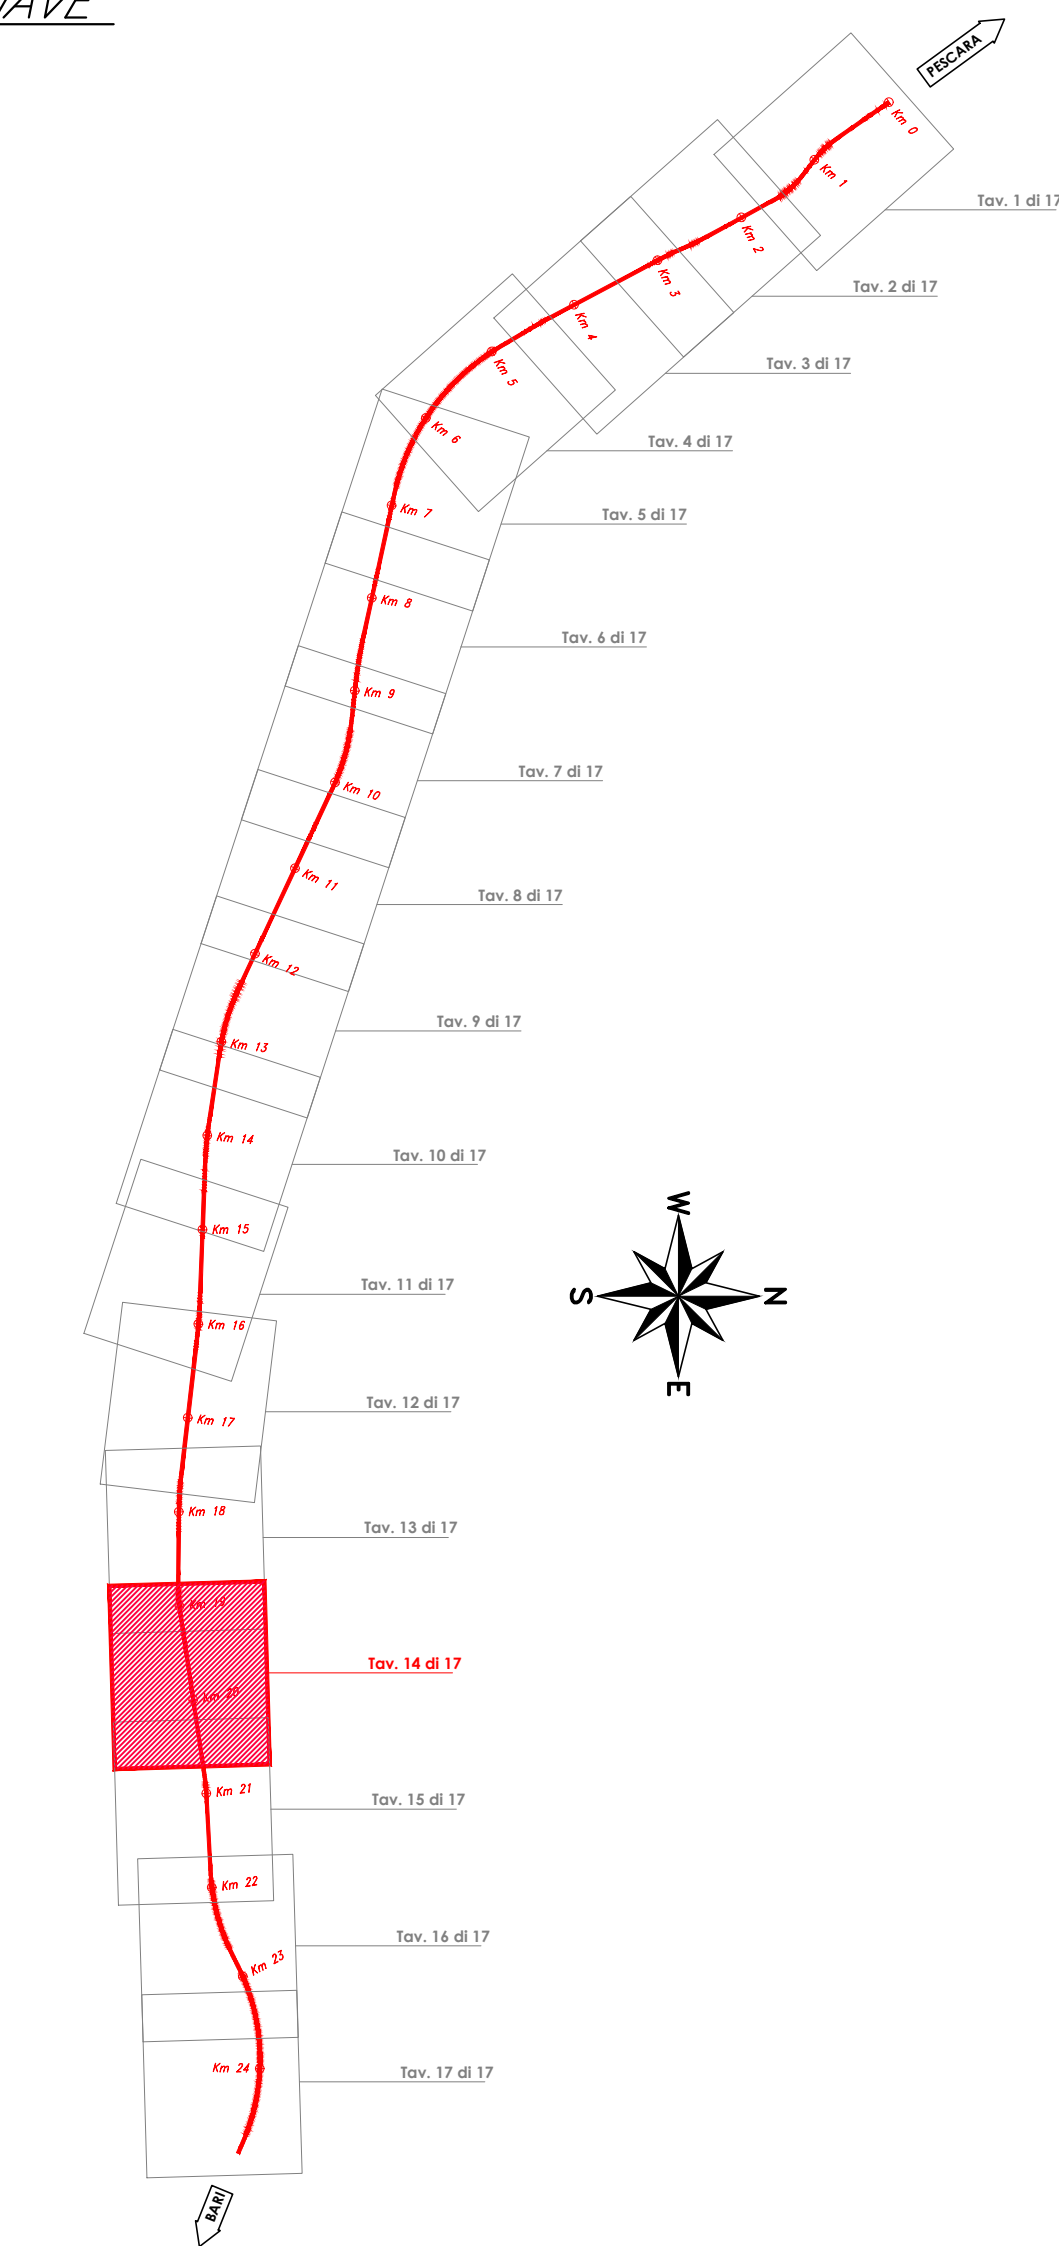 PESCARA
Km 0
Km 1
Tav. 1 di 17
Km 2
Km 3
Tav. 2 di 17
Km 4
Tav. 3 di 17
Km 5
Km 6
Tav. 4 di 17
Km 7
Tav. 5 di 17
Km 8
Tav. 6 di 17
Km 9
Tav. 7 di 17
Km 10
Km 11
Tav. 8 di 17
Km 12
Tav. 9 di 17
Km 13
Km 14
Tav. 10 di 17
W
Km 15
Tav. 11 di 17
S
N
Km 16
E
Tav. 12 di 17
Km 17
Km 18
Tav. 13 di 17
Km 19
Tav. 14 di 17
Km 20
Km 21
Tav. 15 di 17
Km 22
Tav. 16 di 17
Km 23
Km 24
Tav. 17 di 17
BARI